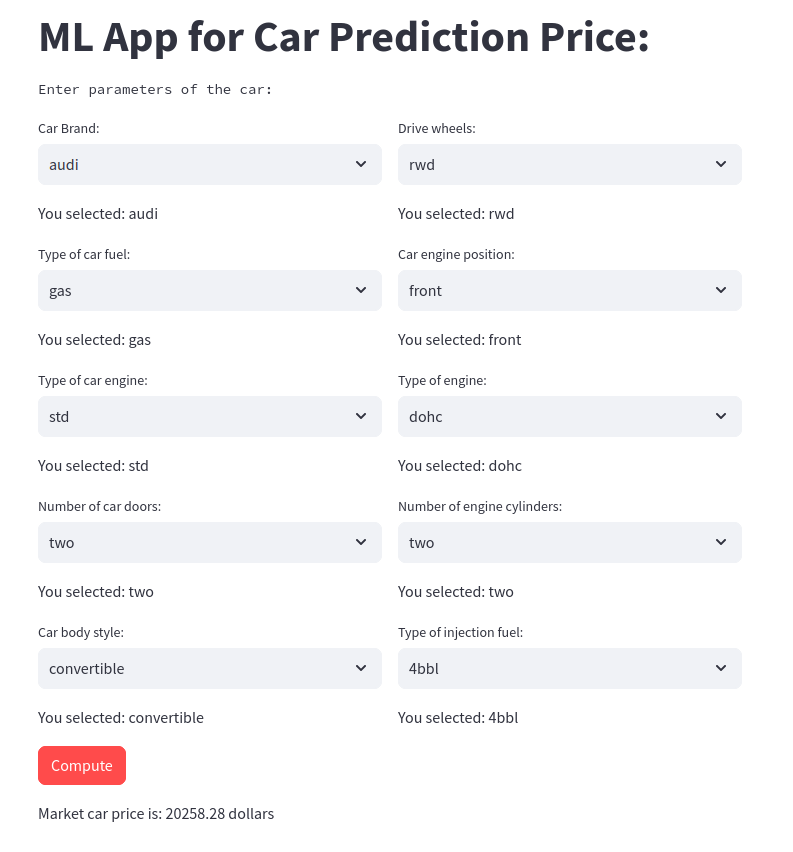 ML App for Car Prediction Price:
Enter parameters of the car:
Car Brand:
audi
You selected: audi
Type of car fuel:
gas
You selected: gas
Type of car engine:
std
You selected: std
Number of car doors:
two
You selected: two
Car body style:
convertible
You selected: convertible
Drive wheels:
rwd
You selected: rwd
Car engine position:
front
You selected: front
Type of engine:
dohc
You selected: dohc
Number of engine cylinders:
two
You selected: two
Type of injection fuel:
4bbl
You selected: 4bbl
Compute
Market car price is: 20258.28 dollars